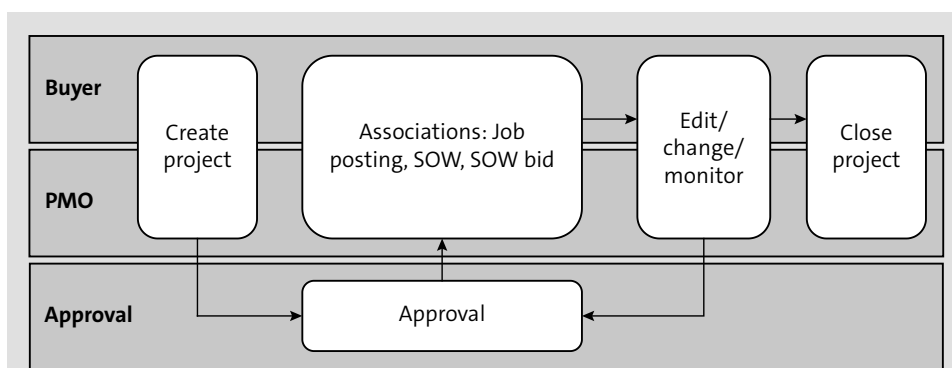 Buyer
Create
project
Associations: Job
posting, SOW, SOW bid
Edit/
change/
monitor
Close
project
PMO
Approval
Approval